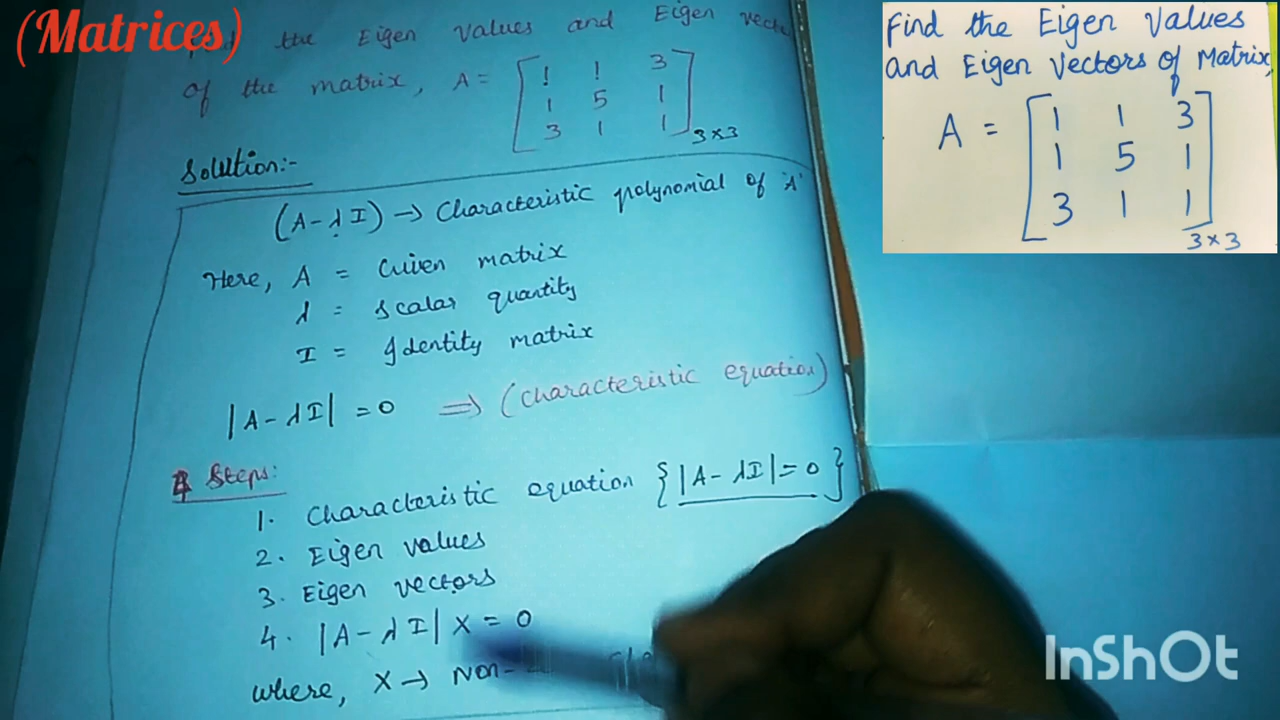 (Matrices)
the Eigen values and Eigen
of the matrix, A = [ 1 1 3
1 5 1
3 1 1 ] 3×3
Solution:-
(A-λI) → Characteristic polynomial of 'A'
Here, A = Given matrix
λ = Scalar quantity
I = Identity matrix
|A-λI| = 0 ⟹ (characteristic equation)
4 Steps:
1. Characteristic equation {|A-λI|=0}
2. Eigen values
3. Eigen vectors
4. |A-λI| X = 0
where, X → Non-
Find the Eigen Values
and Eigen Vectors of Matrix,
A = [ 1 1 3
1 5 1
3 1 1 ] 3×3
InShOt